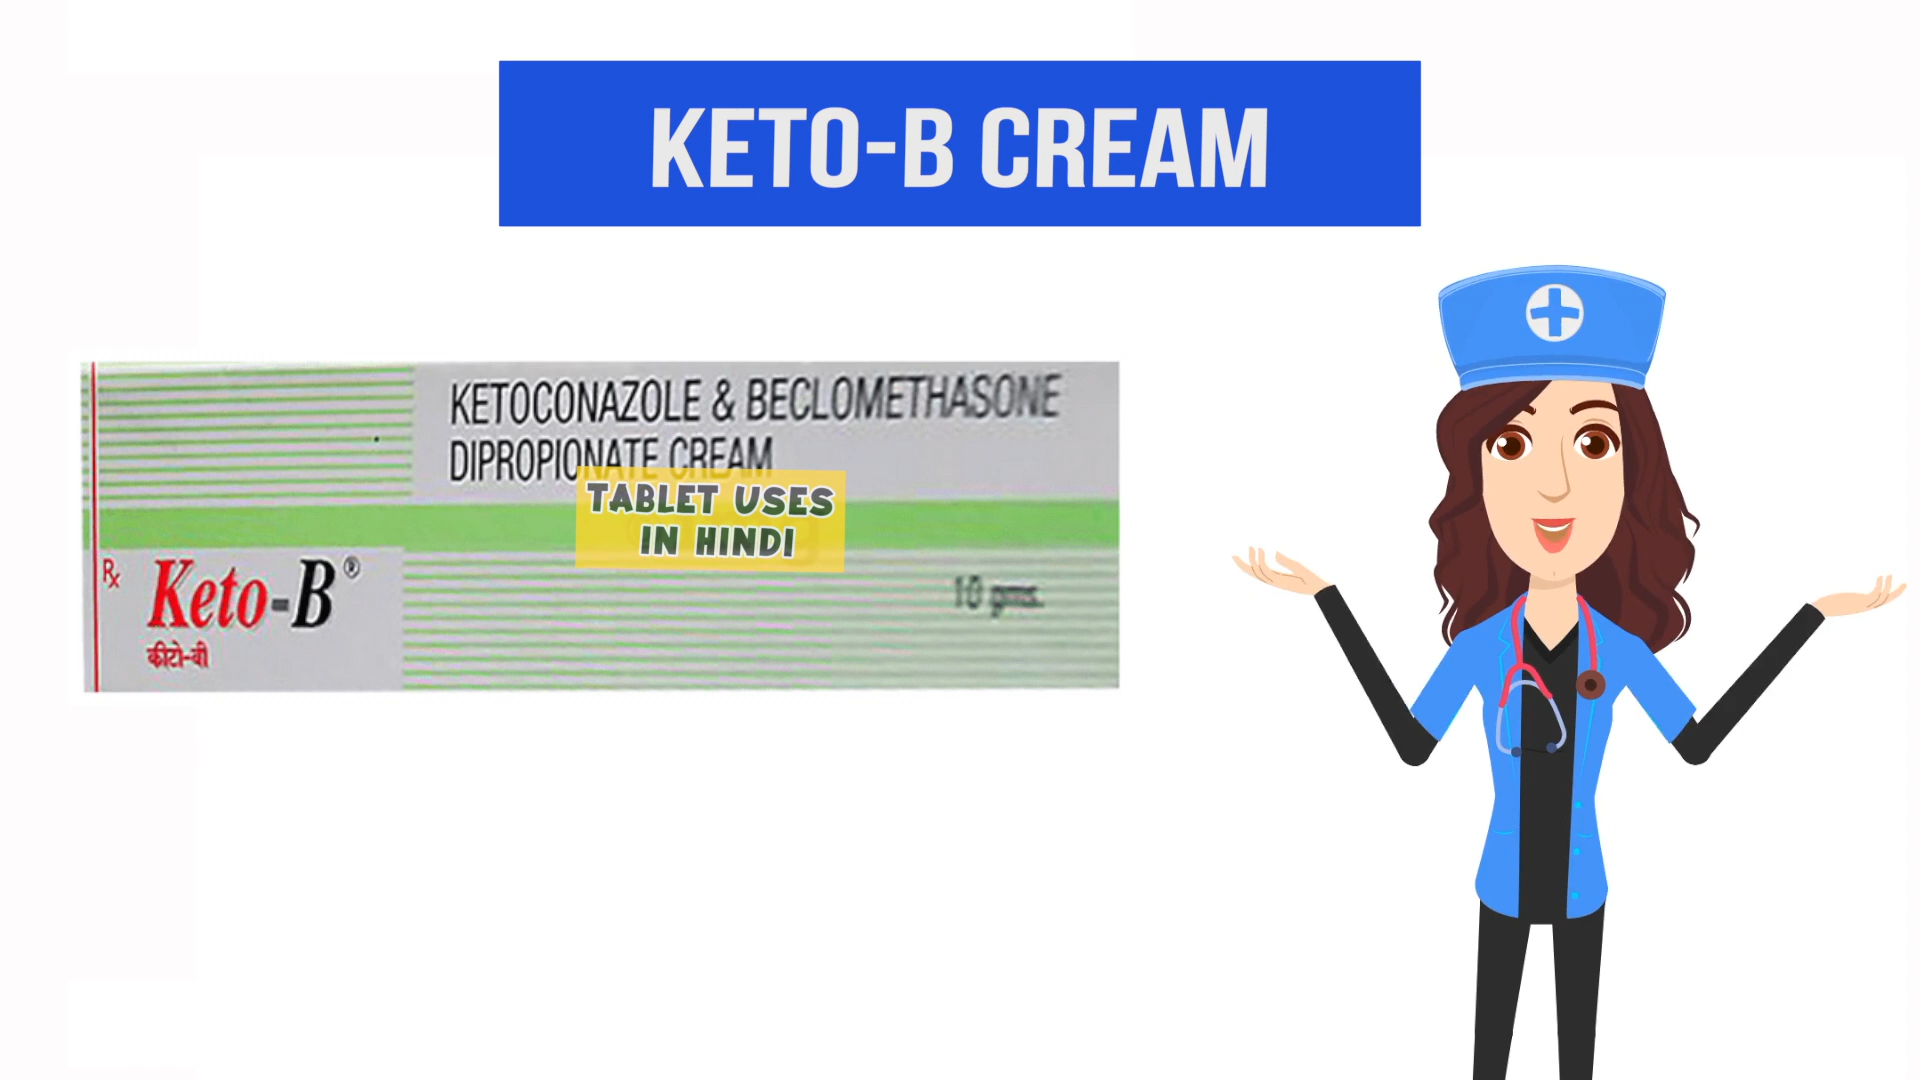 KETO-B CREAM
KETOCONAZOLE & BECLOMETHASONE
DIPROPIONATE CREAM
TABLET USES
IN HINDI
Rx Keto-B®
कीटो-बी
10 gms.